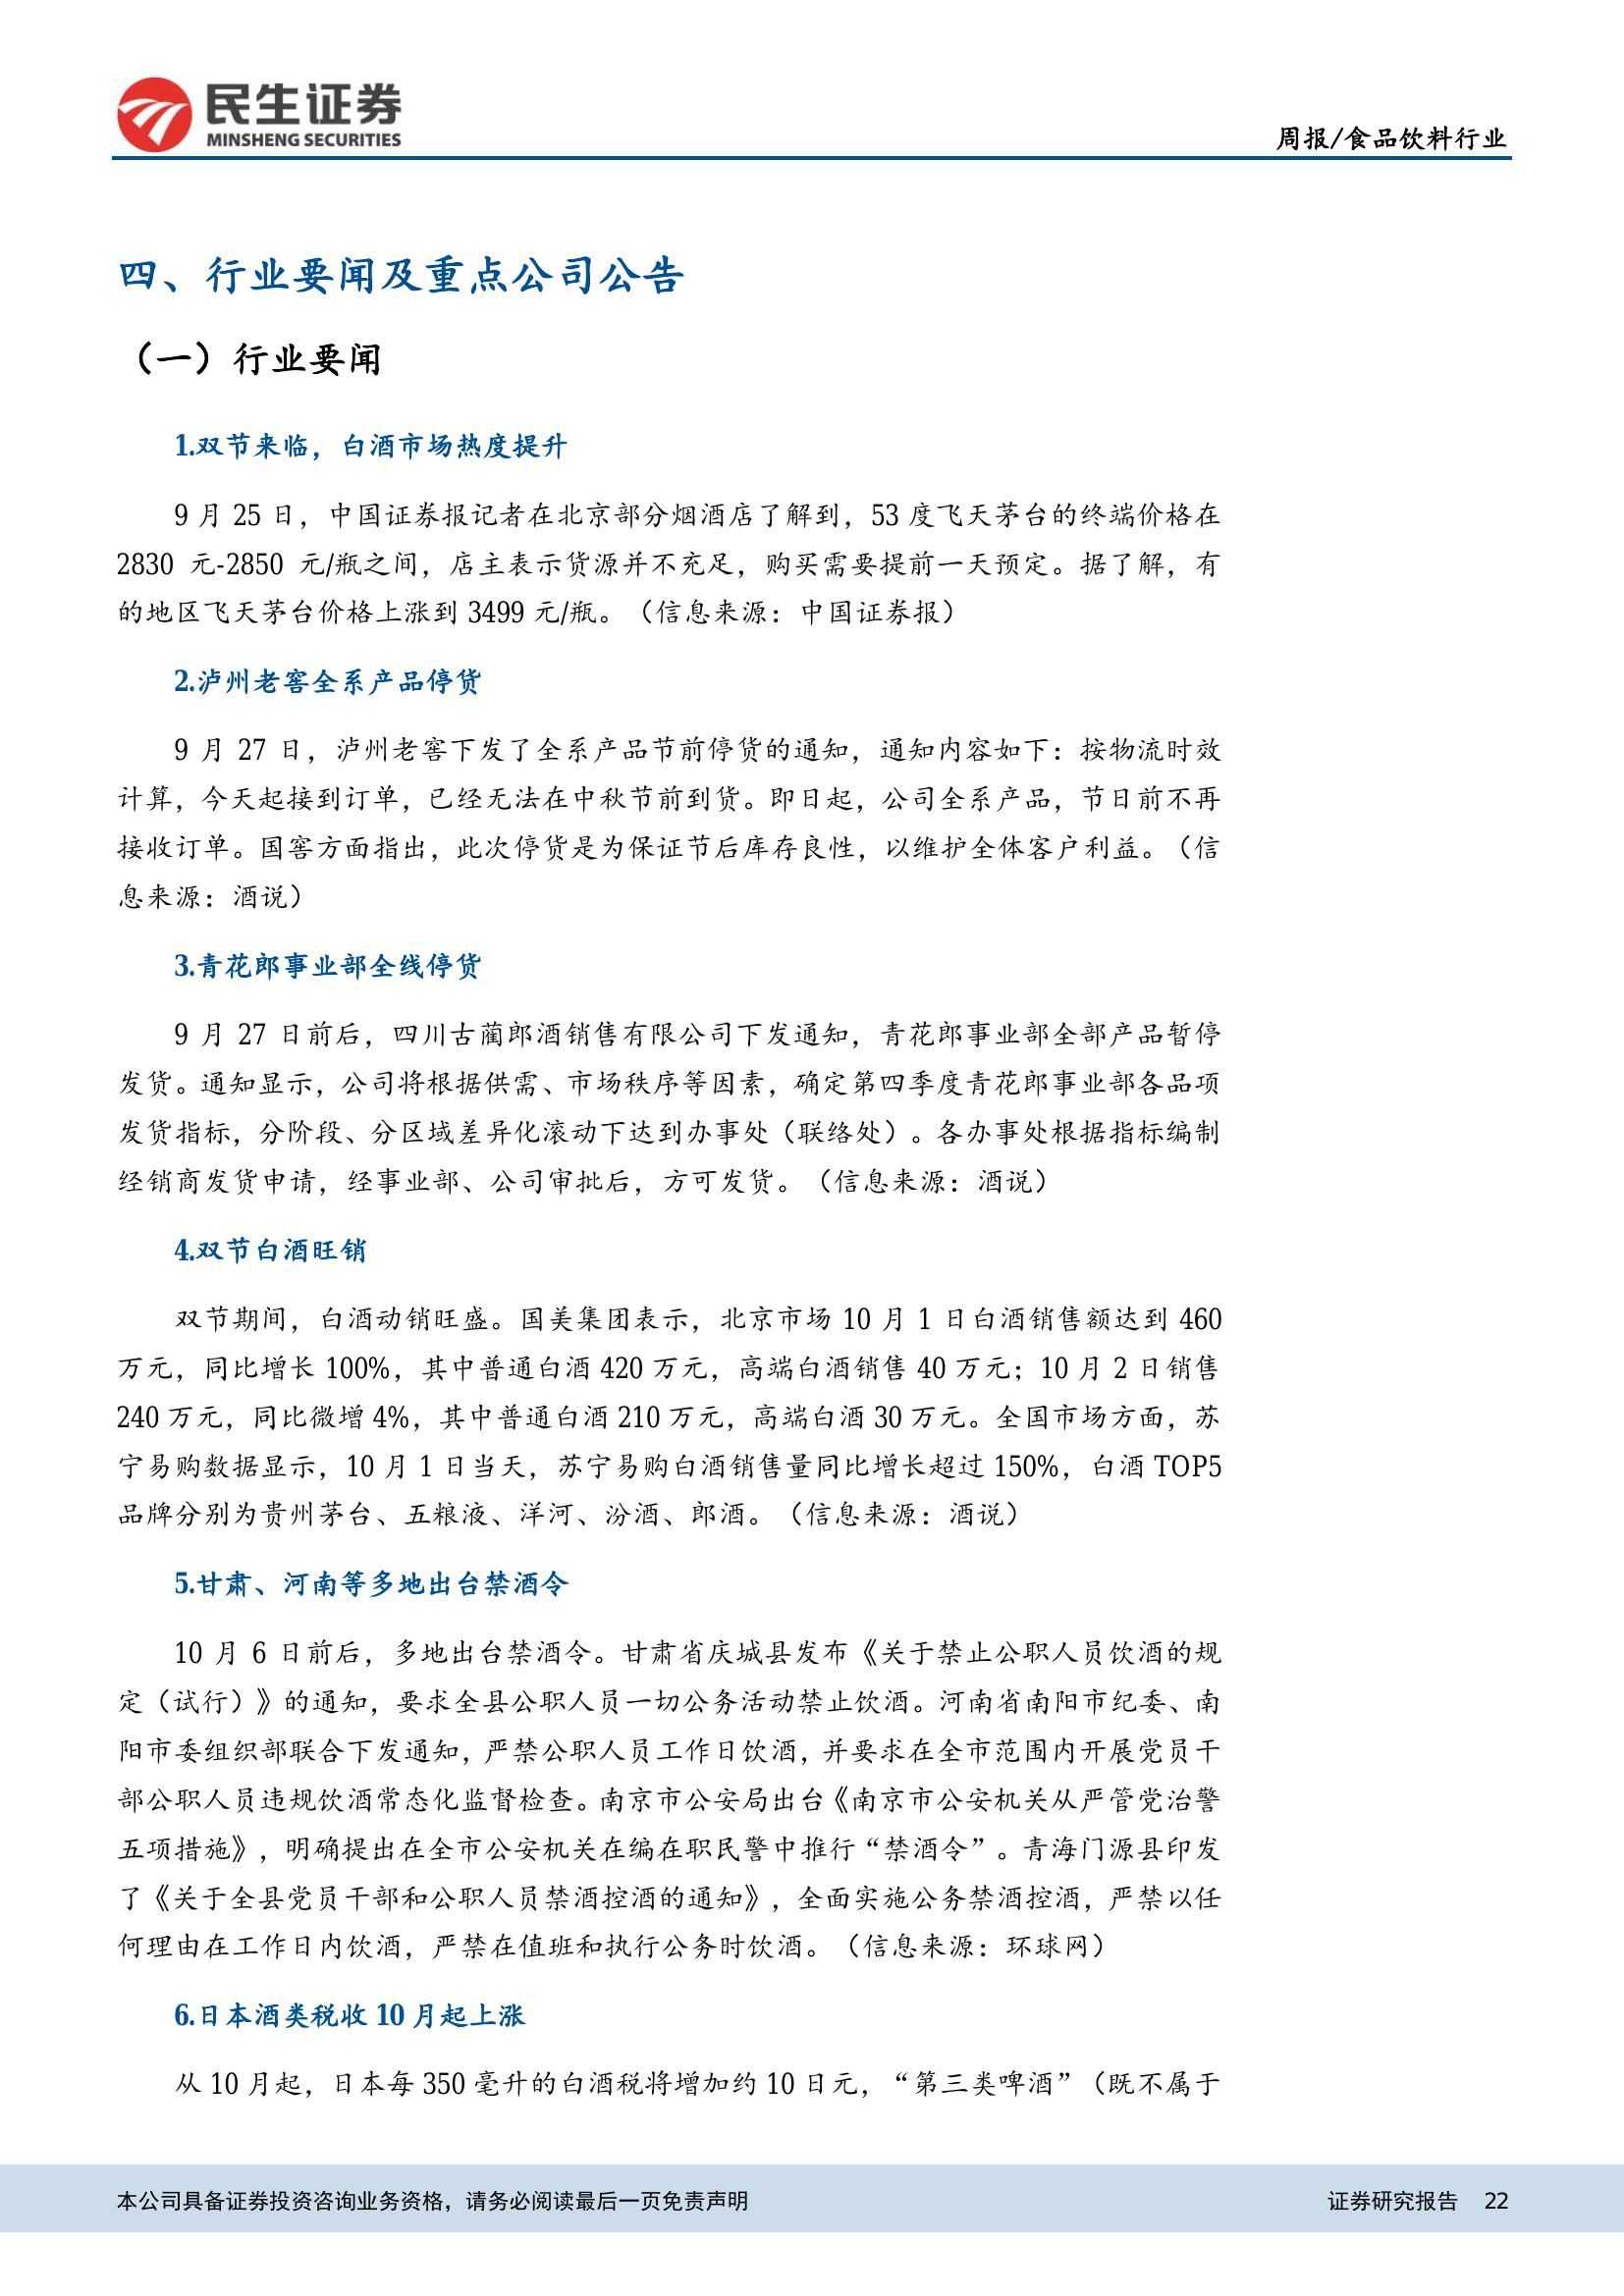 民生证券
MINSHENG SECURITIES
周报/食品饮料行业
四、行业要闻及重点公司公告
（一）行业要闻
1.双节来临，白酒市场热度提升
9 月 25 日，中国证券报记者在北京部分烟酒店了解到，53 度飞天茅台的终端价格在
2830 元-2850 元/瓶之间，店主表示货源并不充足，购买需要提前一天预定。据了解，有
的地区飞天茅台价格上涨到 3499 元/瓶。（信息来源：中国证券报）
2.泸州老窖全系产品停货
9 月 27 日，泸州老窖下发了全系产品节前停货的通知，通知内容如下：按物流时效
计算，今天起接到订单，已经无法在中秋节前到货。即日起，公司全系产品，节日前不再
接收订单。国窖方面指出，此次停货是为保证节后库存良性，以维护全体客户利益。（信
息来源：酒说）
3.青花郎事业部全线停货
9 月 27 日前后，四川古蔺郎酒销售有限公司下发通知，青花郎事业部全部产品暂停
发货。通知显示，公司将根据供需、市场秩序等因素，确定第四季度青花郎事业部各品项
发货指标，分阶段、分区域差异化滚动下达到办事处（联络处）。各办事处根据指标编制
经销商发货申请，经事业部、公司审批后，方可发货。（信息来源：酒说）
4.双节白酒旺销
双节期间，白酒动销旺盛。国美集团表示，北京市场 10 月 1 日白酒销售额达到 460
万元，同比增长 100%，其中普通白酒 420 万元，高端白酒销售 40 万元；10 月 2 日销售
240 万元，同比微增 4%，其中普通白酒 210 万元，高端白酒 30 万元。全国市场方面，苏
宁易购数据显示，10 月 1 日当天，苏宁易购白酒销售量同比增长超过 150%，白酒 TOP5
品牌分别为贵州茅台、五粮液、洋河、汾酒、郎酒。（信息来源：酒说）
5.甘肃、河南等多地出台禁酒令
10 月 6 日前后，多地出台禁酒令。甘肃省庆城县发布《关于禁止公职人员饮酒的规
定（试行）》的通知，要求全县公职人员一切公务活动禁止饮酒。河南省南阳市纪委、南
阳市委组织部联合下发通知，严禁公职人员工作日饮酒，并要求在全市范围内开展党员干
部公职人员违规饮酒常态化监督检查。南京市公安局出台《南京市公安机关从严管党治警
五项措施》，明确提出在全市公安机关在编在职民警中推行“禁酒令”。青海门源县印发
了《关于全县党员干部和公职人员禁酒控酒的通知》，全面实施公务禁酒控酒，严禁以任
何理由在工作日内饮酒，严禁在值班和执行公务时饮酒。（信息来源：环球网）
6.日本酒类税收 10 月起上涨
从 10 月起，日本每 350 毫升的白酒税将增加约 10 日元，“第三类啤酒”（既不属于
本公司具备证券投资咨询业务资格，请务必阅读最后一页免责声明
证券研究报告 22